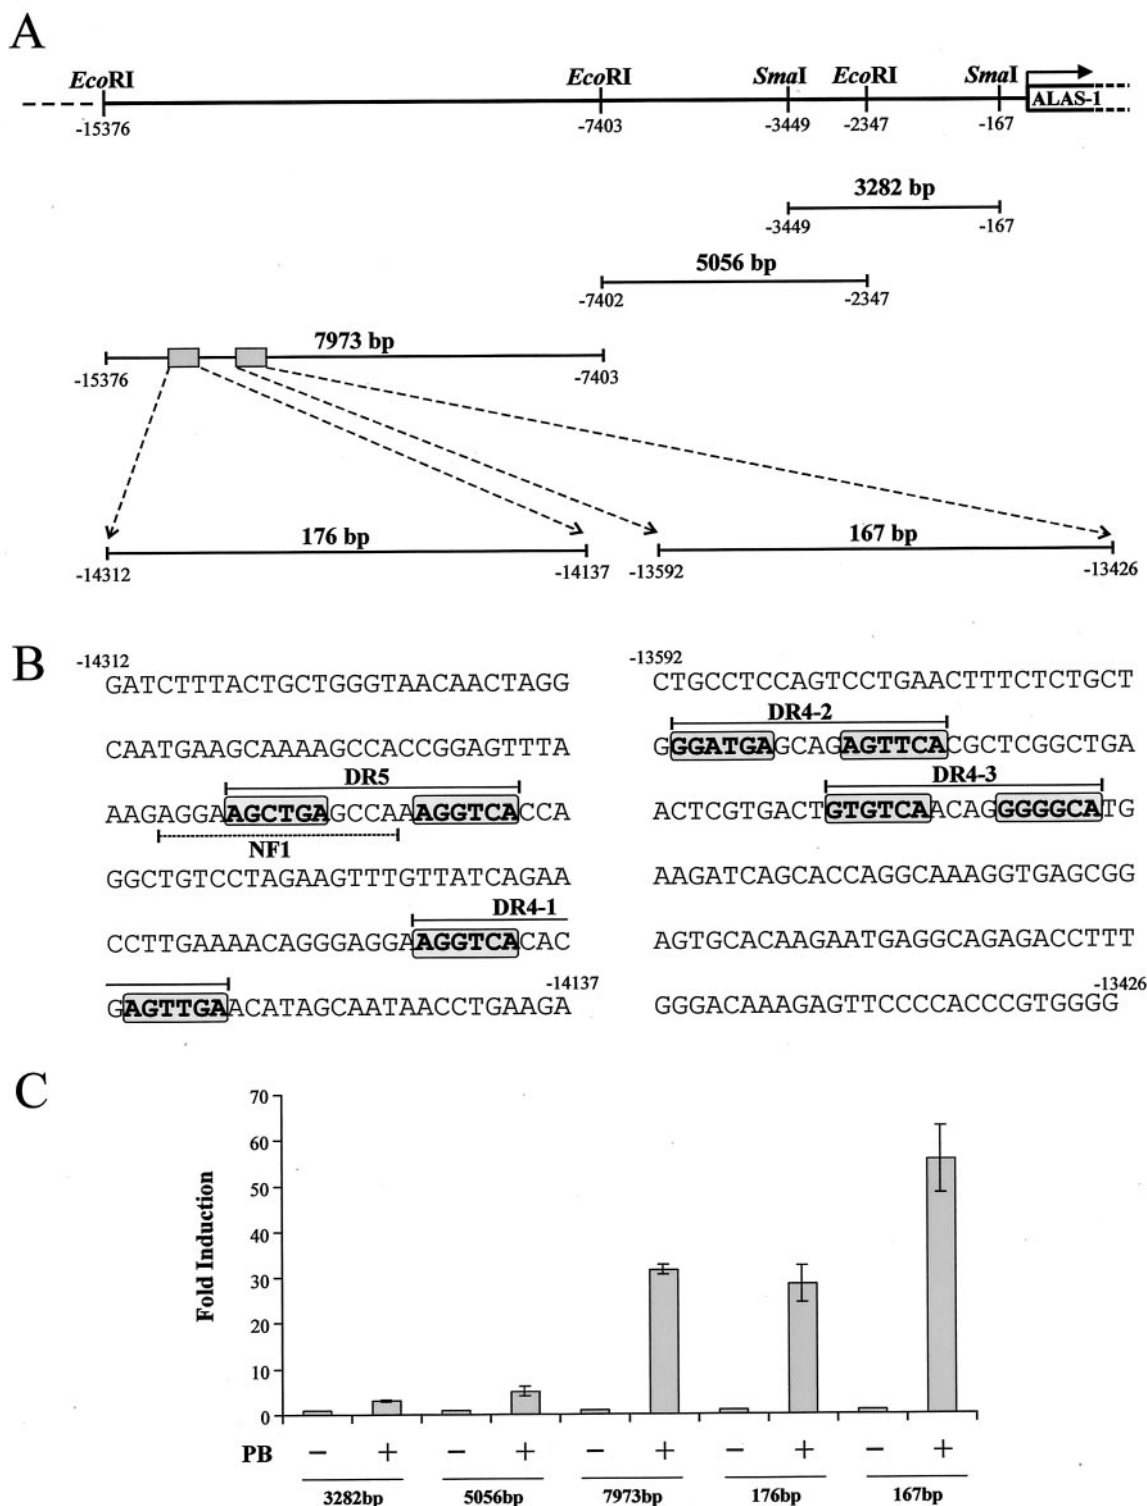 A
EcoRI EcoRI SmaI EcoRI SmaI
ALAS-1
-15376 -7403 -3449 -2347 -167
3282 bp
-3449 -167
5056 bp
-7402 -2347
7973 bp
-15376 -7403
176 bp 167 bp
-14312 -14137 -13592 -13426
B
-14312
GATCTTTACTGCTGGGTAACAACTAGG
CAATGAAGCAAAAGCCACCGGAGTTTA
DR5
AAGAGGAAGCTGAGCCAAAGGTCACCA
NF1
GGCTGTCCTAGAAGTTTGTTATCAGAA
DR4-1
CCTTGAAAACAGGGAGGAAGGTCACAC
-14137
GAGTTGAACATAGCAATAACCTGAAGA
-13592
CTGCCTCCAGTCCTGAACTTTCTCTGCT
DR4-2
GGGATGAGCAGAGTTCACGCTCGGCTGA
DR4-3
ACTCGTGACTGTGTCAACAGGGGGCATG
AAGATCAGCACCAGGCAAAGGTGAGCGG
AGTGCACAAGAATGAGGCAGAGACCTTT
-13426
GGGACAAAGAGTTCCCCACCCGTGGGG
C
Fold Induction
70
60
50
40
30
20
10
0
PB − + − + − + − + − +
3282bp 5056bp 7973bp 176bp 167bp